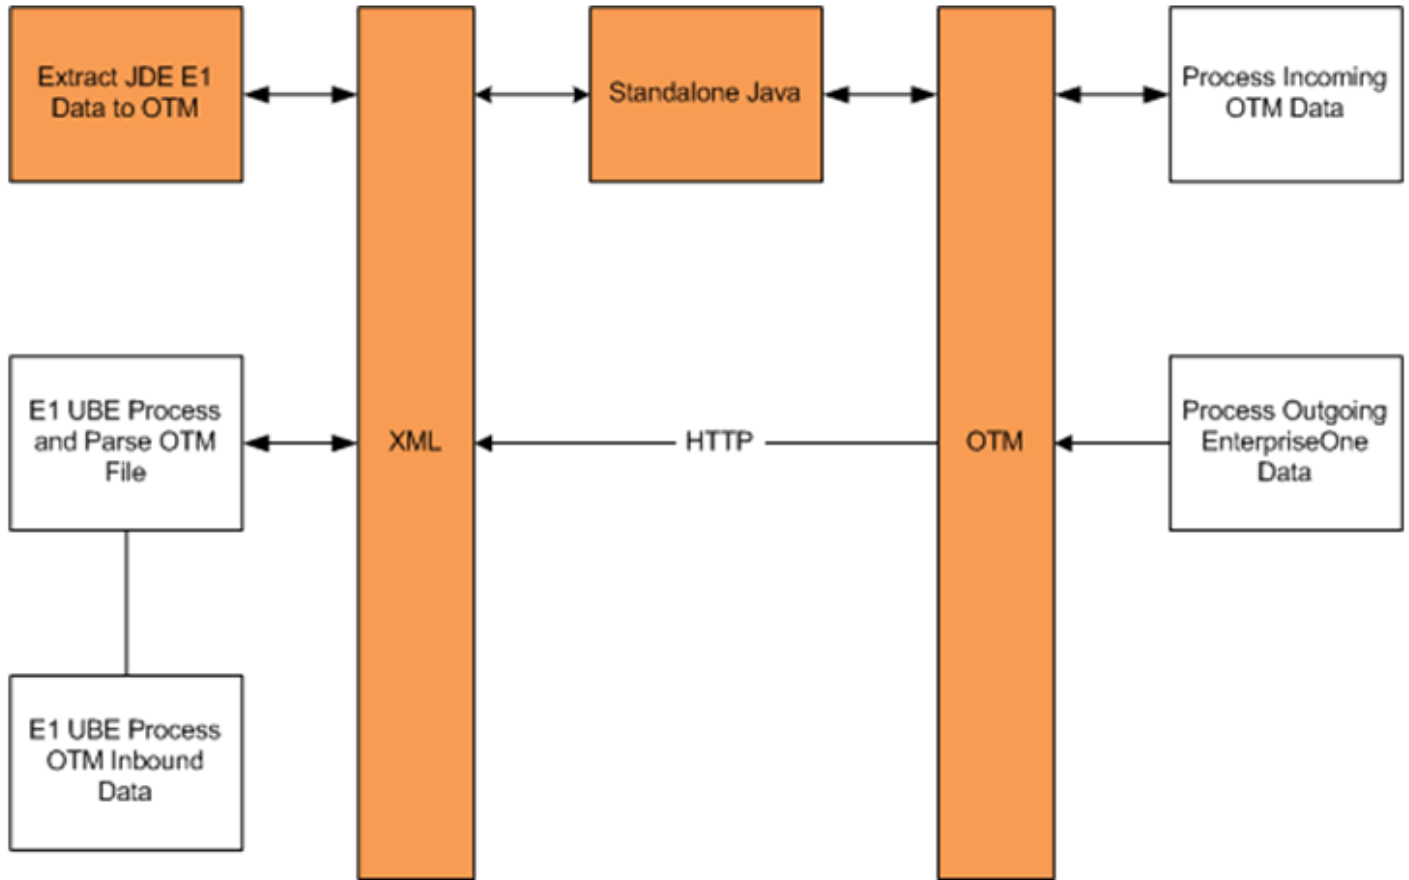 Extract JDE E1
Data to OTM
Standalone Java
Process Incoming
OTM Data
E1 UBE Process
and Parse OTM
File
XML
HTTP
OTM
Process Outgoing
EnterpriseOne
Data
E1 UBE Process
OTM Inbound
Data